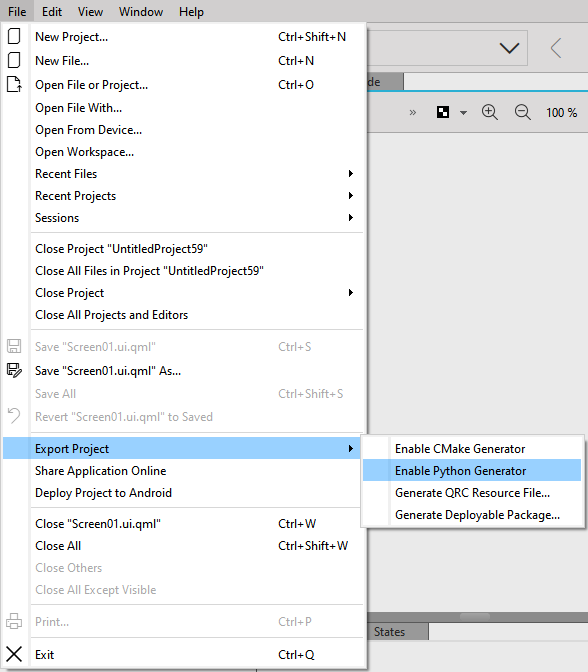 File Edit View Window Help
New Project... Ctrl+Shift+N
New File... Ctrl+N
Open File or Project... Ctrl+O
Open File With...
Open From Device...
Open Workspace...
Recent Files
Recent Projects
Sessions
Close Project "UntitledProject59"
Close All Files in Project "UntitledProject59"
Close Project
Close All Projects and Editors
Save "Screen01.ui.qml" Ctrl+S
Save "Screen01.ui.qml" As...
Save All Ctrl+Shift+S
Revert "Screen01.ui.qml" to Saved
Export Project
Share Application Online
Deploy Project to Android
Close "Screen01.ui.qml" Ctrl+W
Close All Ctrl+Shift+W
Close Others
Close All Except Visible
Print... Ctrl+P
Exit Ctrl+Q
de
» 100 %
Enable CMake Generator
Enable Python Generator
Generate QRC Resource File...
Generate Deployable Package...
States